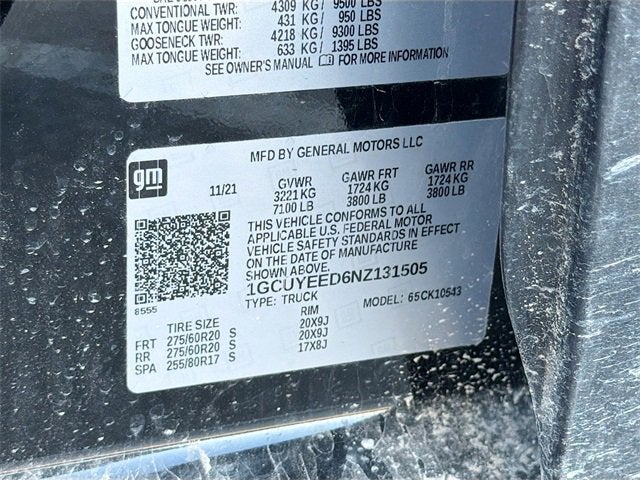 CONVENTIONAL TWR: 4309 KG/ 9500 LBS
MAX TONGUE WEIGHT: 431 KG/ 950 LBS
GOOSENECK TWR: 4218 KG/ 9300 LBS
MAX TONGUE WEIGHT: 633 KG/ 1395 LBS
SEE OWNER'S MANUAL FOR MORE INFORMATION
gm
MFD BY GENERAL MOTORS LLC
11/21 GVWR GAWR FRT GAWR RR
3221 KG 1724 KG 1724 KG
7100 LB 3800 LB 3800 LB
THIS VEHICLE CONFORMS TO ALL
APPLICABLE U.S. FEDERAL MOTOR
VEHICLE SAFETY STANDARDS IN EFFECT
ON THE DATE OF MANUFACTURE
SHOWN ABOVE.
1GCUYEED6NZ131505
8555 TYPE: TRUCK MODEL: 65CK10543
TIRE SIZE RIM
FRT 275/60R20 S 20X9J
RR 275/60R20 S 20X9J
SPA 255/80R17 S 17X8J